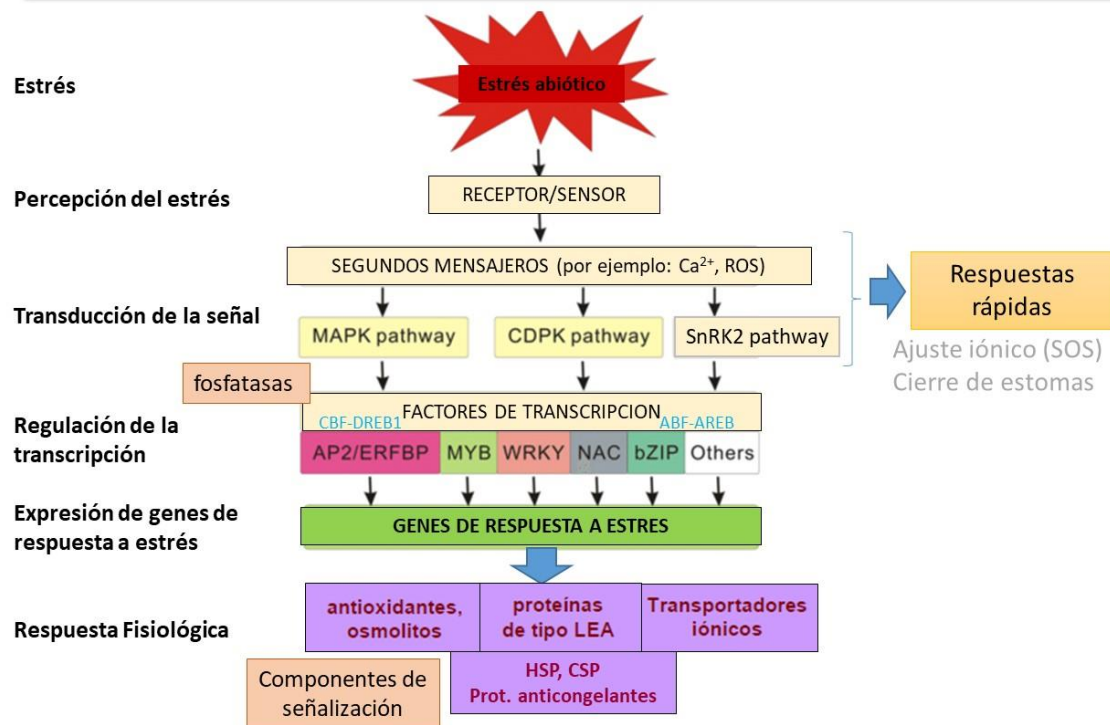 Estrés
Estrés abiótico
Percepción del estrés
RECEPTOR/SENSOR
SEGUNDOS MENSAJEROS (por ejemplo: Ca²⁺, ROS)
Transducción de la señal
MAPK pathway
CDPK pathway
SnRK2 pathway
Respuestas
rápidas
Ajuste iónico (SOS)
Cierre de estomas
fosfatasas
Regulación de la
transcripción
FACTORES DE TRANSCRIPCION
CBF-DREB1
ABF-AREB
AP2/ERFBP
MYB
WRKY
NAC
bZIP
Others
Expresión de genes de
respuesta a estrés
GENES DE RESPUESTA A ESTRES
Respuesta Fisiológica
antioxidantes,
osmolitos
proteínas
de tipo LEA
Transportadores
iónicos
HSP, CSP
Prot. anticongelantes
Componentes de
señalización